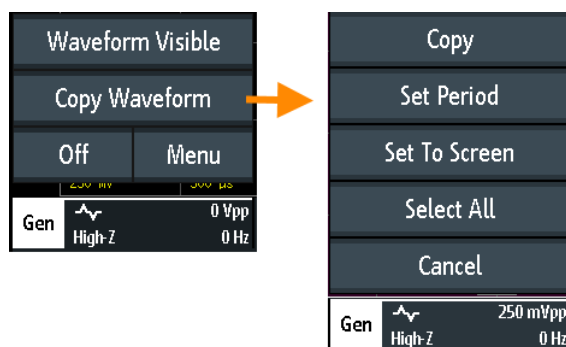 Waveform Visible
Copy Waveform
Off Menu
Gen 0 Vpp
High-Z 0 Hz
Copy
Set Period
Set To Screen
Select All
Cancel
Gen 250 mVpp
High-Z 0 Hz